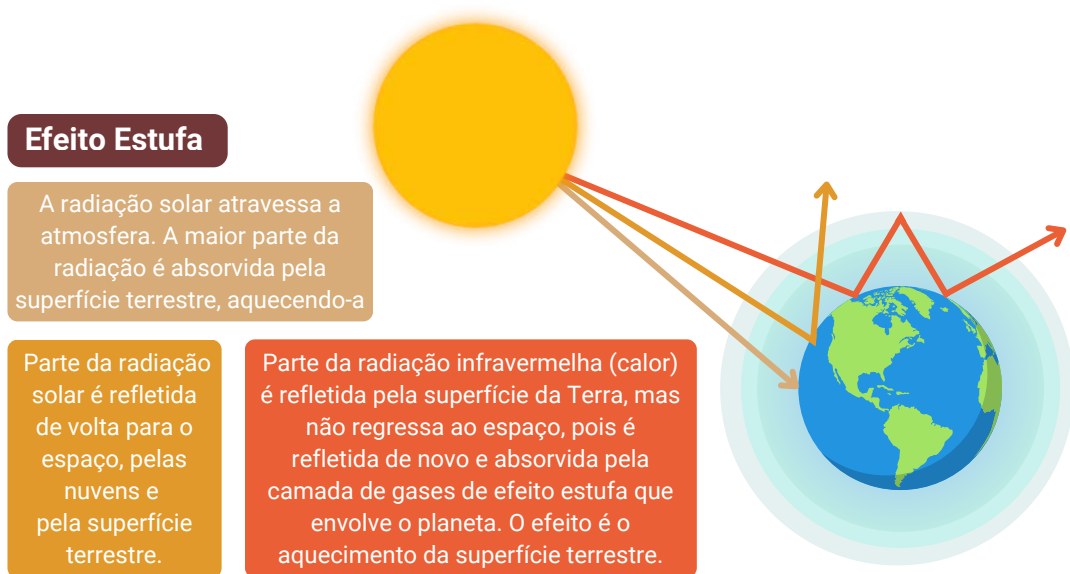 Efeito Estufa
A radiação solar atravessa a
atmosfera. A maior parte da
radiação é absorvida pela
superfície terrestre, aquecendo-a
Parte da radiação
solar é refletida
de volta para o
espaço, pelas
nuvens e
pela superfície
terrestre.
Parte da radiação infravermelha (calor)
é refletida pela superfície da Terra, mas
não regressa ao espaço, pois é
refletida de novo e absorvida pela
camada de gases de efeito estufa que
envolve o planeta. O efeito é o
aquecimento da superfície terrestre.